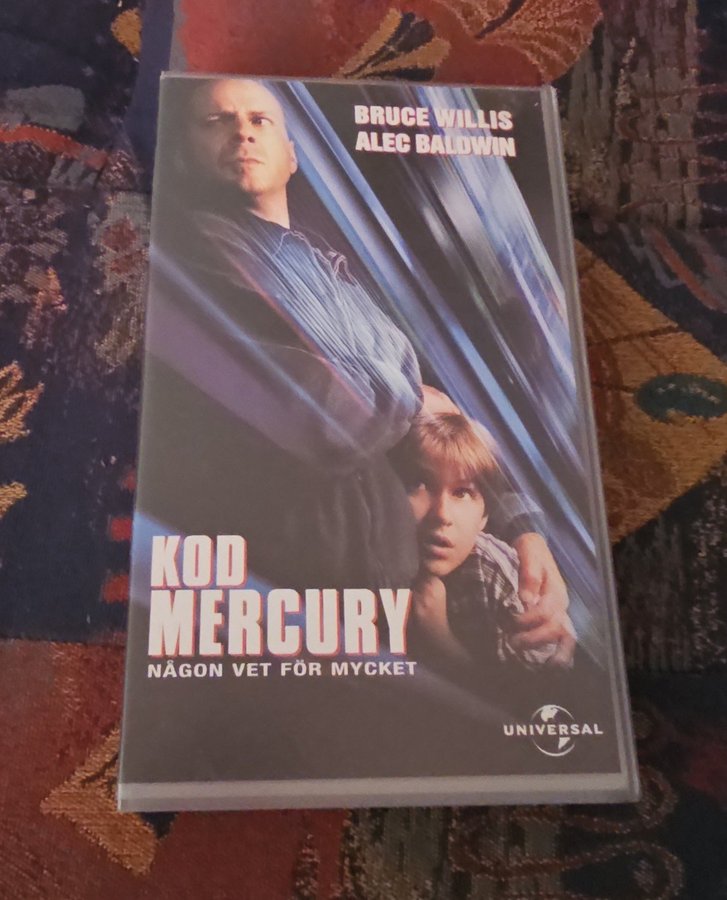 BRUCE WILLIS
ALEC BALDWIN
KOD
MERCURY
NÅGON VET FÖR MYCKET
UNIVERSAL